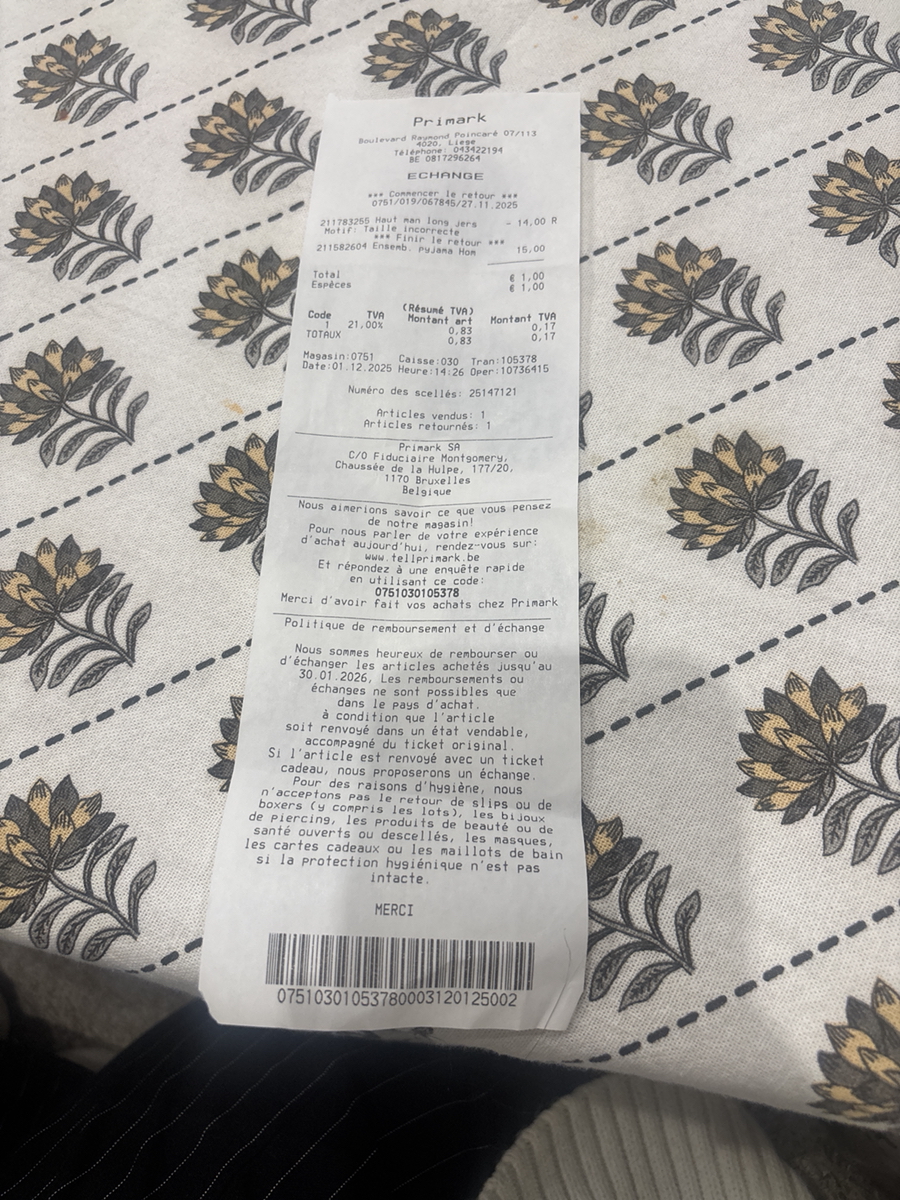 Primark
Boulevard Raymond Poincaré 07/113
4020, Liese
Téléphone: 043422194
BE 0817296264
ECHANGE
*** Commencer le retour ***
0751/019/067845/27.11.2025
211783255 Haut man long jers - 14,00 R
Motif: Taille incorrecte
*** Finir le retour ***
211582604 Ensemb. pyjama Hom 15,00
Total € 1,00
Espèces € 1,00
(Résumé TVA)
Code TVA Montant art Montant TVA
1 21,00% 0,83 0,17
TOTAUX 0,83 0,17
Magasin:0751 Caisse:030 Tran:105378
Date:01.12.2025 Heure:14:26 Oper:10736415
Numéro des scellés: 25147121
Articles vendus: 1
Articles retournés: 1
Primark SA
C/O Fiduciaire Montgomery,
Chaussée de la Hulpe, 177/20,
1170 Bruxelles
Belgique
Nous aimerions savoir ce que vous pensez
de notre magasin!
Pour nous parler de votre expérience
d'achat aujourd'hui, rendez-vous sur:
www.tellprimark.be
Et répondez à une enquête rapide
en utilisant ce code:
0751030105378
Merci d'avoir fait vos achats chez Primark
Politique de remboursement et d'échange
Nous sommes heureux de rembourser ou
d'échanger les articles achetés jusqu'au
30.01.2026, Les remboursements ou
échanges ne sont possibles que
dans le pays d'achat.
à condition que l'article
soit renvoyé dans un état vendable,
accompagné du ticket original.
Si l'article est renvoyé avec un ticket
cadeau, nous proposerons un échange.
Pour des raisons d'hygiène, nous
n'acceptons pas le retour de slips ou de
boxers (y compris les lots), les bijoux
de piercing, les produits de beauté ou de
santé ouverts ou descellés, les masques,
les cartes cadeaux ou les maillots de bain
si la protection hygiénique n'est pas
intacte.
MERCI
07510301053780003120125002